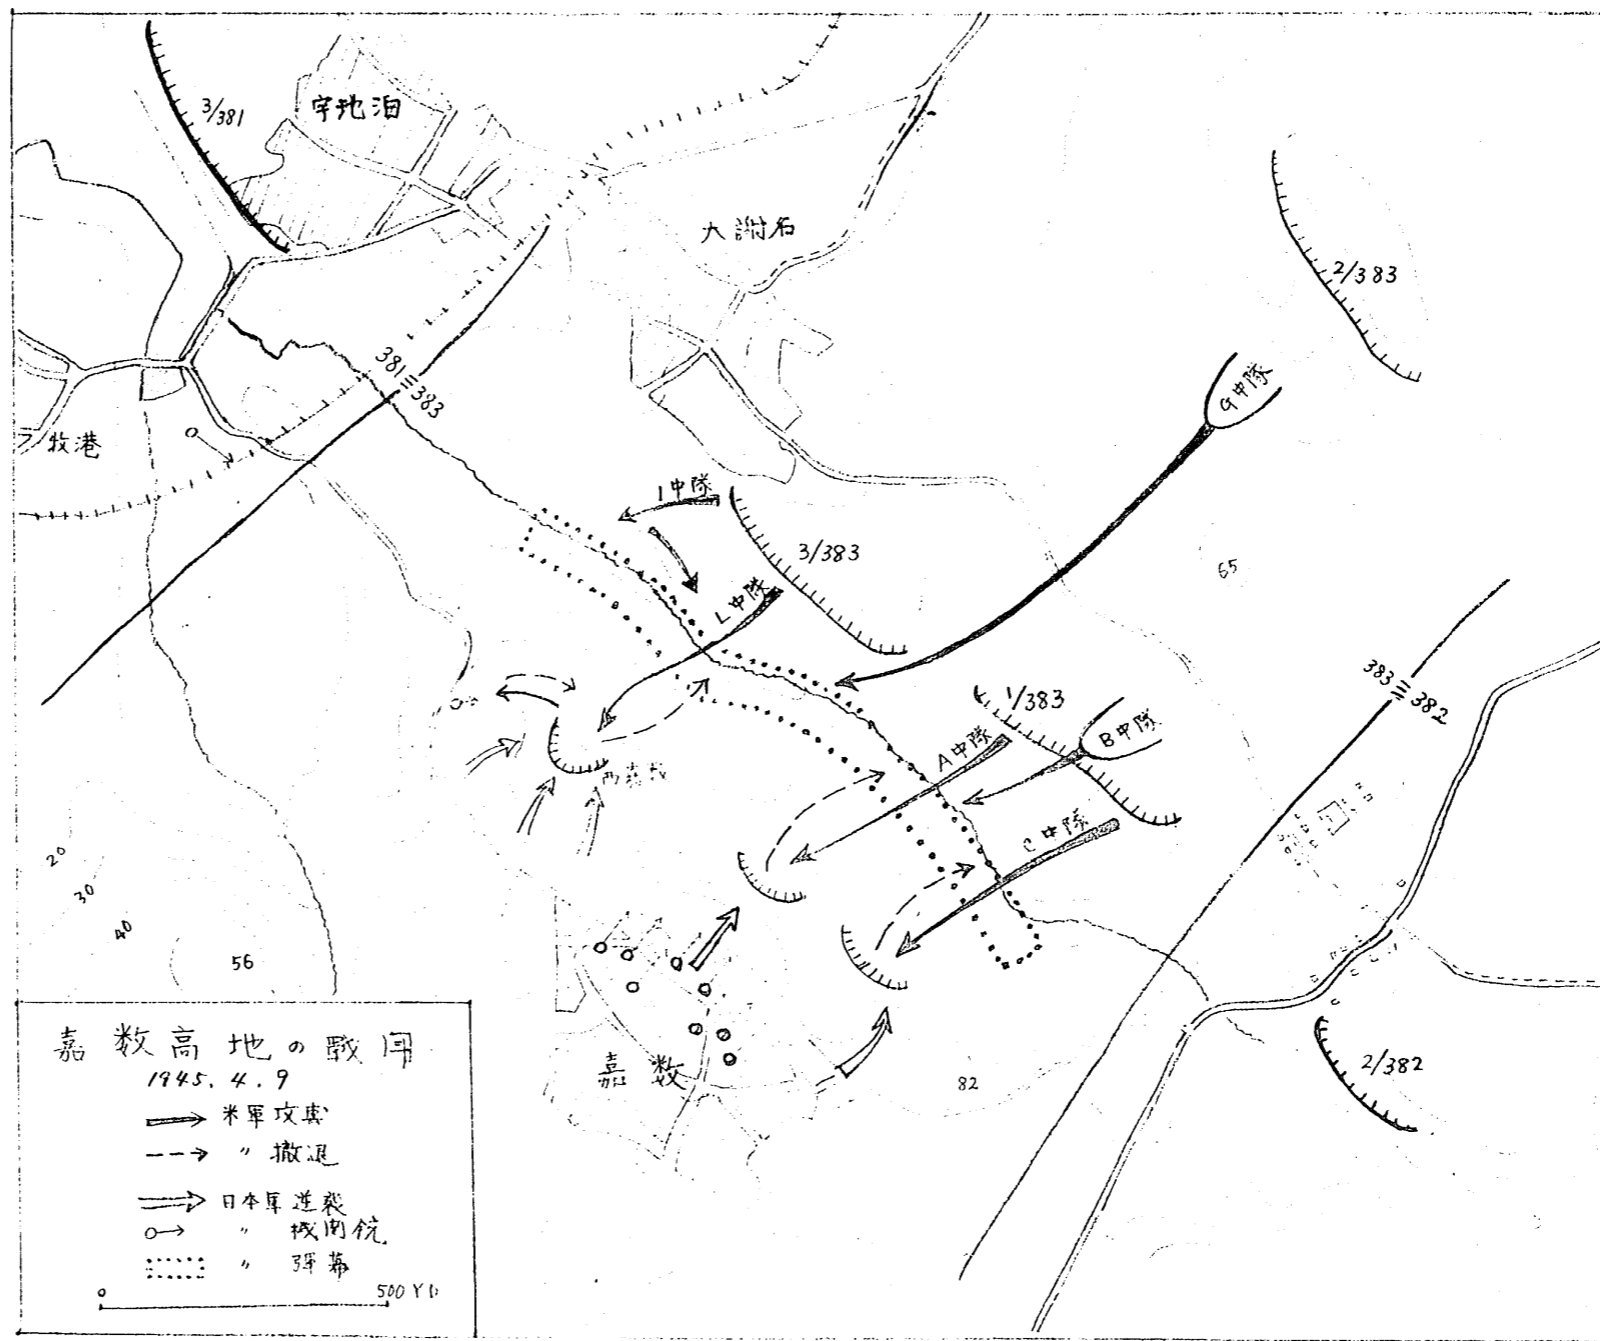 3/381
宇地泊
大謝名
2/383
381≡383
牧港
G中隊
I中隊
3/383
L中隊
65
383≡382
1/383
A中隊
B中隊
西嘉数
C中隊
20
30
40
56
嘉数
82
2/382
嘉数高地の戦闘
1945.4.9
米軍攻撃
〃 撤退
日本軍逆襲
〃 機関銃
〃 弾幕
0 500YD